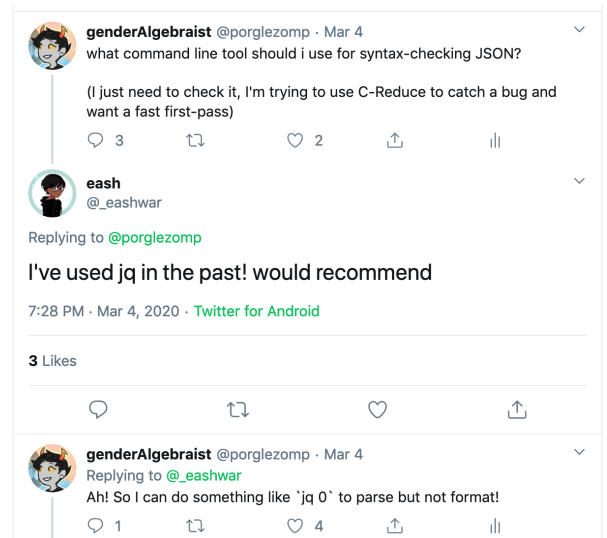 genderAlgebraist @porglezomp · Mar 4
what command line tool should i use for syntax-checking JSON?
(I just need to check it, I'm trying to use C-Reduce to catch a bug and
want a fast first-pass)
3 2
eash
@_eashwar
Replying to @porglezomp
I've used jq in the past! would recommend
7:28 PM · Mar 4, 2020 · Twitter for Android
3 Likes
genderAlgebraist @porglezomp · Mar 4
Replying to @_eashwar
Ah! So I can do something like `jq 0` to parse but not format!
1 4